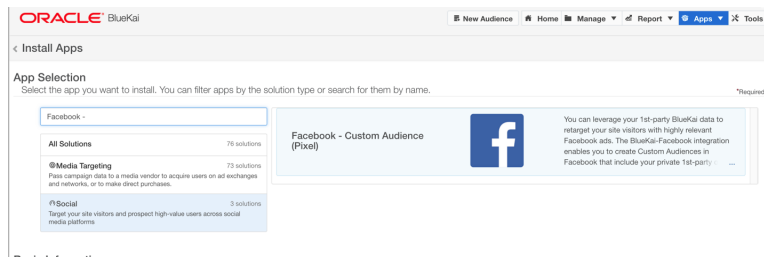 ORACLE BlueKai
New Audience Home Manage Report Apps Tools
< Install Apps
App Selection
Select the app you want to install. You can filter apps by the solution type or search for them by name.
*Required
Facebook -
All Solutions 76 solutions
Media Targeting 73 solutions
Pass campaign data to a media vendor to acquire users on ad exchanges
and networks, or to make direct purchases.
Social 3 solutions
Target your site visitors and prospect high-value users across social
media platforms
Facebook - Custom Audience
(Pixel)
You can leverage your 1st-party BlueKai data to
retarget your site visitors with highly relevant
Facebook ads. The BlueKai-Facebook integration
enables you to create Custom Audiences in
Facebook that include your private 1st-party ...